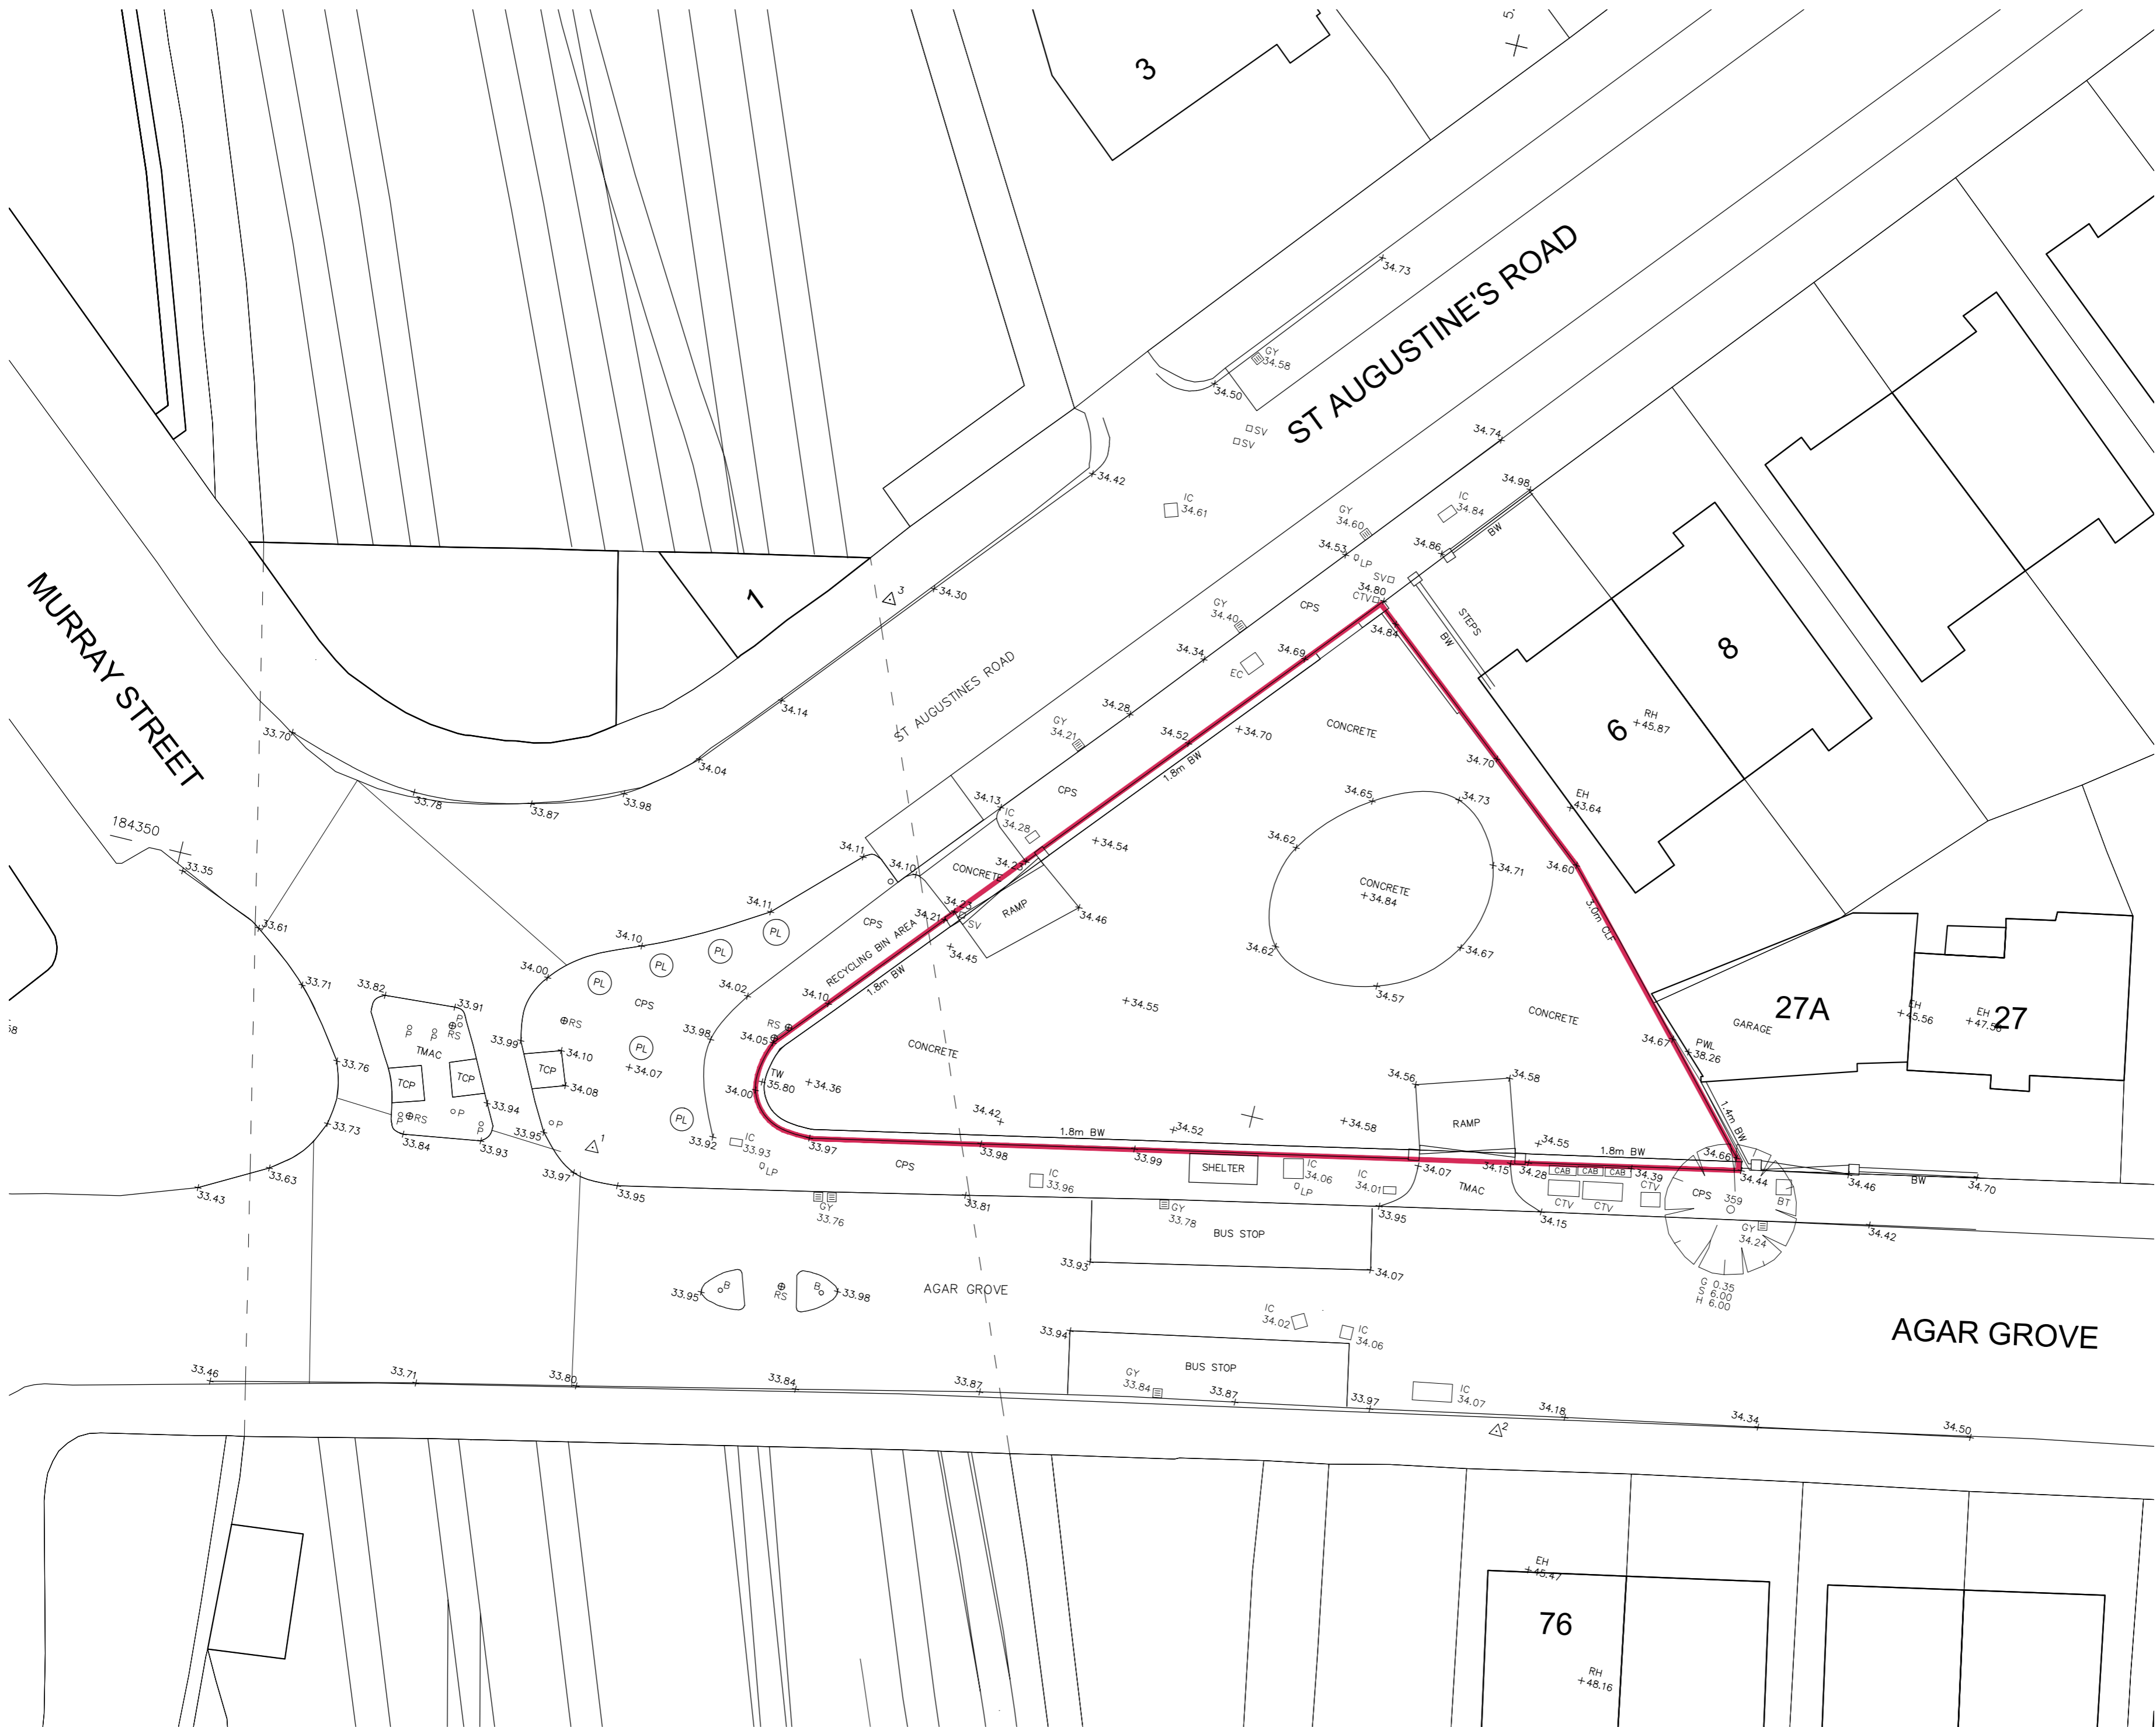 3
5.
34.73
ST AUGUSTINE'S ROAD
GY
34.58
34.50
SV
SV
34.74
34.42
IC
34.61
34.98
IC
34.84
GY
34.60
34.53
LP
34.86
BW
SV
34.80
CTV
MURRAY STREET
1
3
34.30
GY
34.40
CPS
STEPS
BW
34.84
8
34.34
34.69
EC
ST AUGUSTINES ROAD
34.14
34.28
GY
34.21
34.52
34.70
CONCRETE
RH
45.87
6
33.70
34.04
1.8m BW
34.70
33.78
33.87
33.98
34.13
CPS
34.65
34.73
EH
43.64
184350
IC
34.28
33.35
34.11
34.10
34.54
34.62
34.60
34.71
CONCRETE
34.23
CONCRETE
34.84
33.61
34.11
PL
CPS
34.21
34.23
SV
RAMP
34.46
3.0m CLF
34.10
PL
PL
RECYCLING BIN AREA
34.45
34.62
34.67
34.00
PL
1.8m BW
33.71
33.82
33.91
CPS
34.02
34.10
34.57
34.55
CONCRETE
27A
GARAGE
EH
45.56
EH
47.56
27
P
P
P
RS
TMAC
RS
33.99
33.98
RS
34.05
CONCRETE
34.67
PWL
38.26
33.76
TCP
TCP
34.10
TCP
34.08
PL
34.07
TW
35.80
34.36
34.00
34.56
34.58
P
RS
P
33.94
P
33.73
33.84
P
33.93
33.95
P
1
PL
33.92
IC
33.93
LP
34.42
34.52
34.58
RAMP
34.55
1.4m BW
1.8m BW
1.8m BW
33.97
33.98
33.99
34.66
33.63
33.97
CPS
SHELTER
IC
34.06
LP
IC
34.01
34.07
34.15
34.28
TMAC
CAB
CAB
CAB
34.39
34.44
34.46
BW
34.70
33.43
33.95
GY
33.76
IC
33.96
33.81
GY
33.78
BUS STOP
33.95
CTV
CTV
CTV
34.15
CPS
359
BT
GY
34.24
34.42
33.95
B
RS
B
33.98
AGAR GROVE
33.93
34.07
G 0.35
S 6.00
H 6.00
33.94
IC
34.02
IC
34.06
AGAR GROVE
BUS STOP
GY
33.84
33.46
33.71
33.80
33.84
33.87
33.87
33.97
IC
34.07
34.18
34.34
34.50
2
EH
45.47
76
RH
48.16